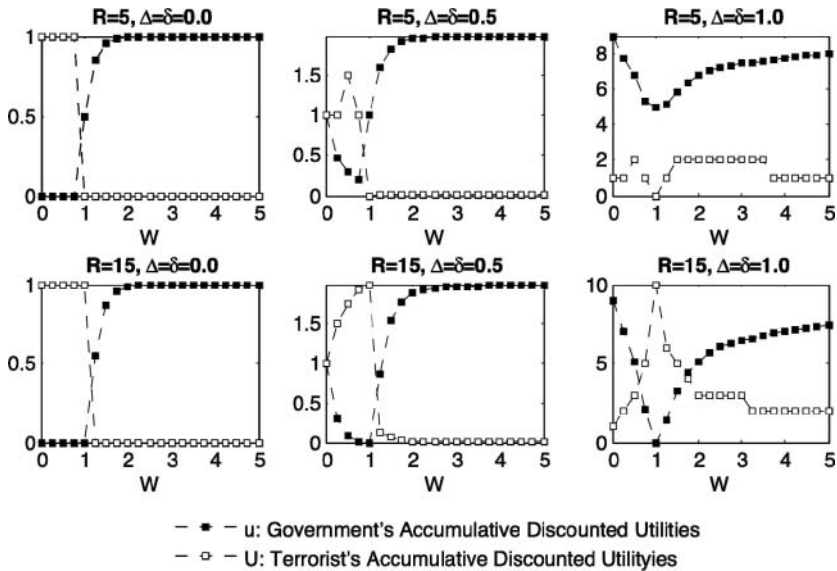 R=5, Δ=δ=0.0
1
0.5
0
0 1 2 3 4 5
W
R=5, Δ=δ=0.5
1.5
1
0.5
0
0 1 2 3 4 5
W
R=5, Δ=δ=1.0
8
6
4
2
0
0 1 2 3 4 5
W
R=15, Δ=δ=0.0
1
0.5
0
0 1 2 3 4 5
W
R=15, Δ=δ=0.5
1.5
1
0.5
0
0 1 2 3 4 5
W
R=15, Δ=δ=1.0
10
5
0
0 1 2 3 4 5
W
u: Government's Accumulative Discounted Utilities
U: Terrorist's Accumulative Discounted Utilityies